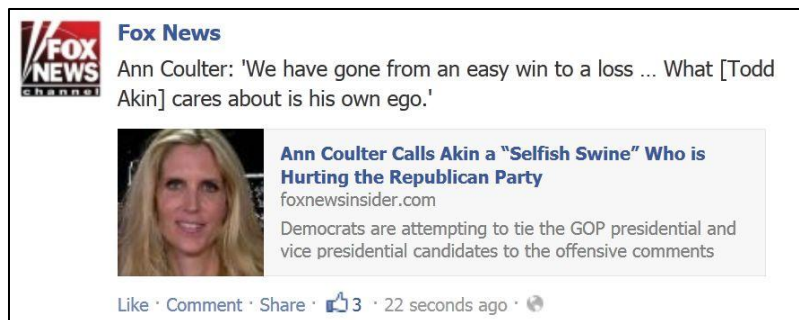 FOX
NEWS
channel
Fox News
Ann Coulter: 'We have gone from an easy win to a loss ... What [Todd
Akin] cares about is his own ego.'
Ann Coulter Calls Akin a “Selfish Swine” Who is
Hurting the Republican Party
foxnewsinsider.com
Democrats are attempting to tie the GOP presidential and
vice presidential candidates to the offensive comments
Like · Comment · Share · 3 · 22 seconds ago ·